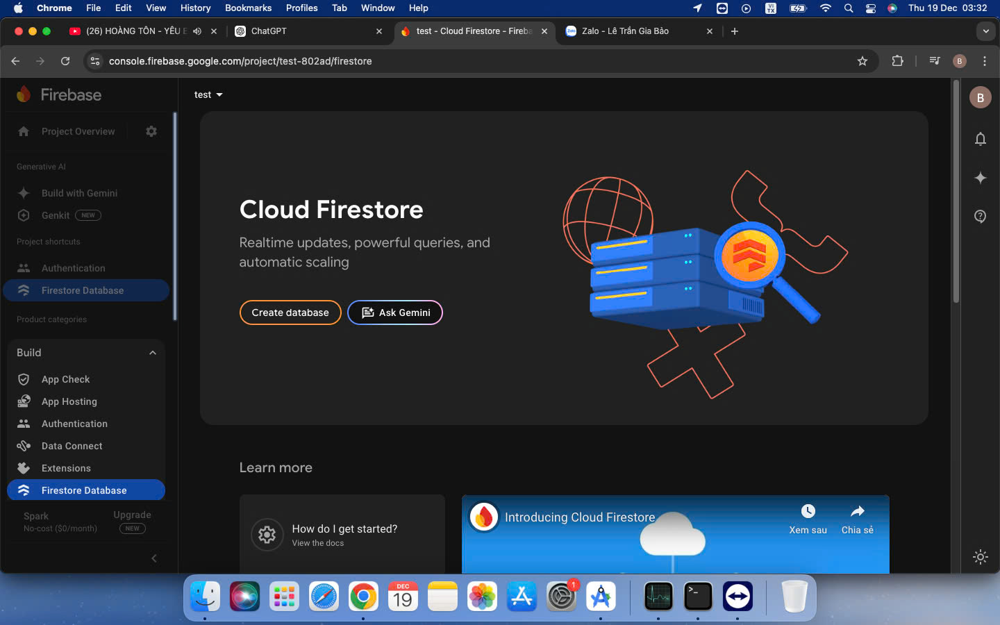 Chrome File Edit View History Bookmarks Profiles Tab Window Help VI TX Thu 19 Dec 03:32
(26) HOÀNG TÔN - YÊU E ChatGPT test - Cloud Firestore - Fireba Zalo Zalo - Lê Trần Gia Bảo
console.firebase.google.com/project/test-802ad/firestore B
Firebase
Project Overview
Generative AI
Build with Gemini
Genkit NEW
Project shortcuts
Authentication
Firestore Database
Product categories
Build
App Check
App Hosting
Authentication
Data Connect
Extensions
Firestore Database
Spark
No-cost ($0/month)
Upgrade
NEW
test
B
Cloud Firestore
Realtime updates, powerful queries, and
automatic scaling
Create database Ask Gemini
Learn more
How do I get started?
View the docs
Introducing Cloud Firestore
Xem sau Chia sẻ
DEC
19
1
>_